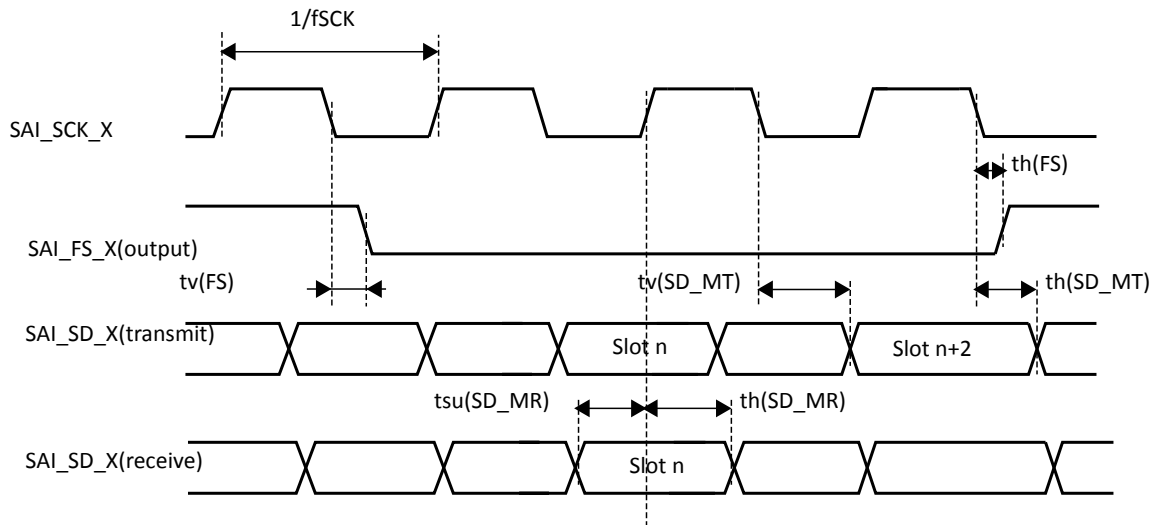 1/fSCK
SAI_SCK_X
th(FS)
SAI_FS_X(output)
tv(FS)
tv(SD_MT)
th(SD_MT)
SAI_SD_X(transmit)
Slot n
Slot n+2
tsu(SD_MR)
th(SD_MR)
SAI_SD_X(receive)
Slot n